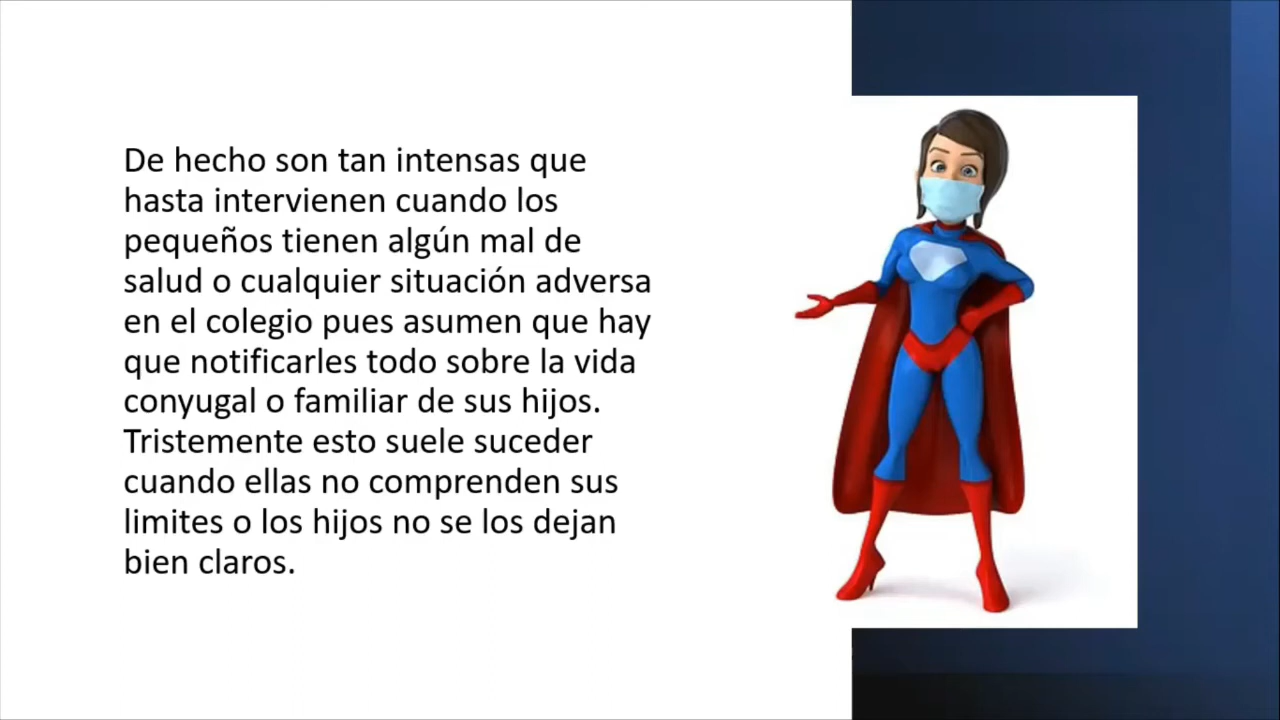 De hecho son tan intensas que
hasta intervienen cuando los
pequeños tienen algún mal de
salud o cualquier situación adversa
en el colegio pues asumen que hay
que notificarles todo sobre la vida
conyugal o familiar de sus hijos.
Tristemente esto suele suceder
cuando ellas no comprenden sus
limites o los hijos no se los dejan
bien claros.